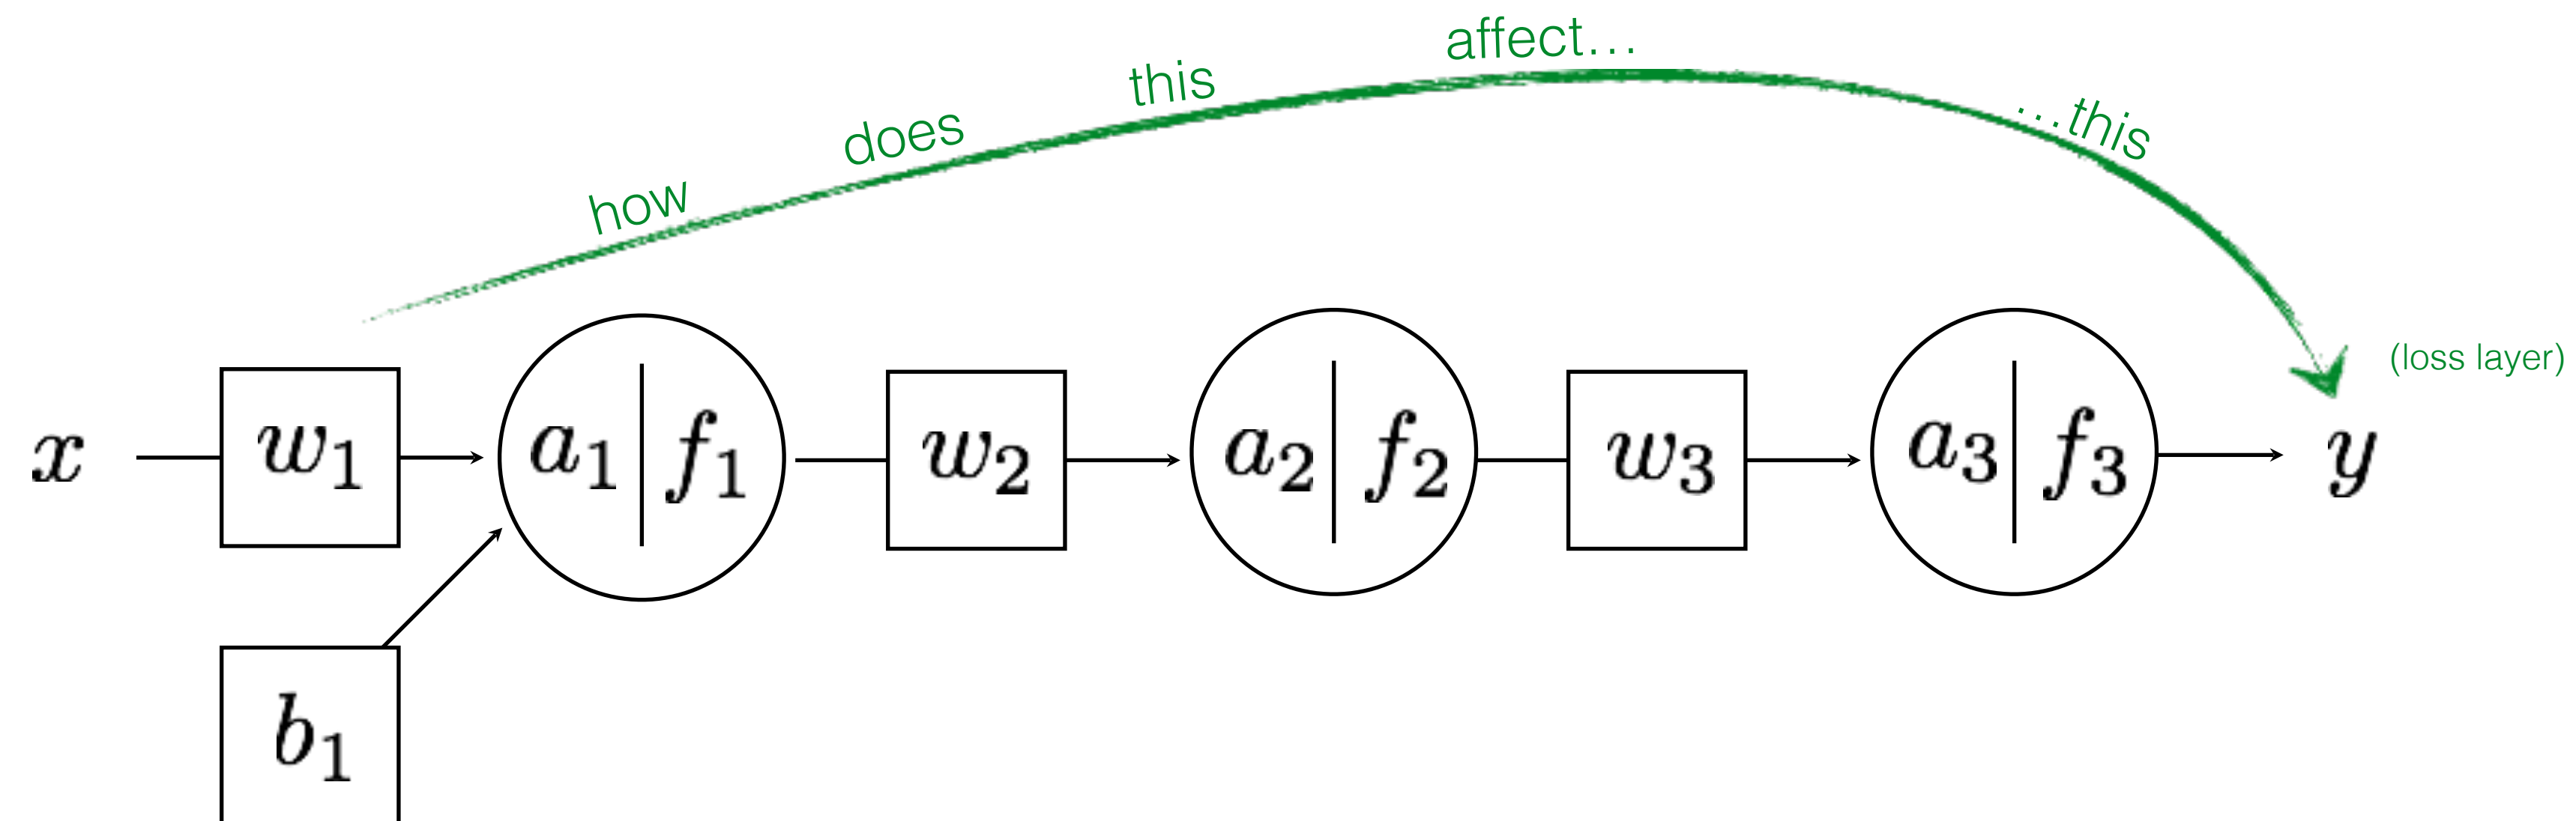 how does this affect... ...this
(loss layer)
x w₁ a₁ | f₁ w₂ a₂ | f₂ w₃ a₃ | f₃ y
b₁